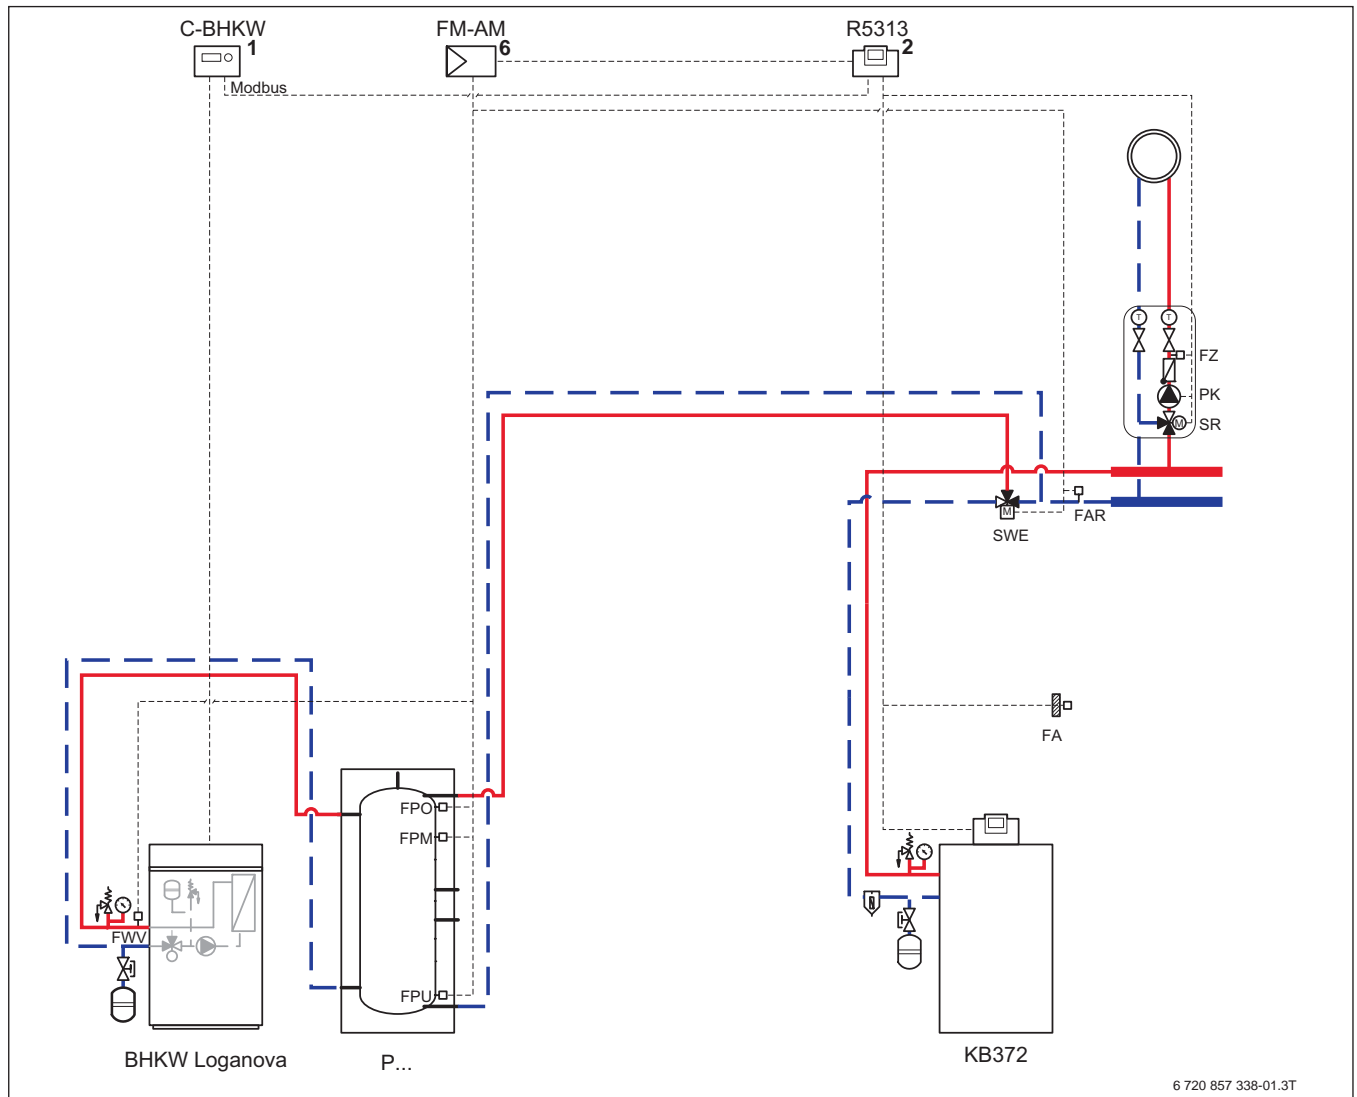 C-BHKW
1
FM-AM
6
R5313
2
Modbus
T
T
FZ
PK
M
SR
M
FAR
SWE
FA
FPO
FPM
FPU
FWV
BHKW Loganova
P...
KB372
6 720 857 338-01.3T